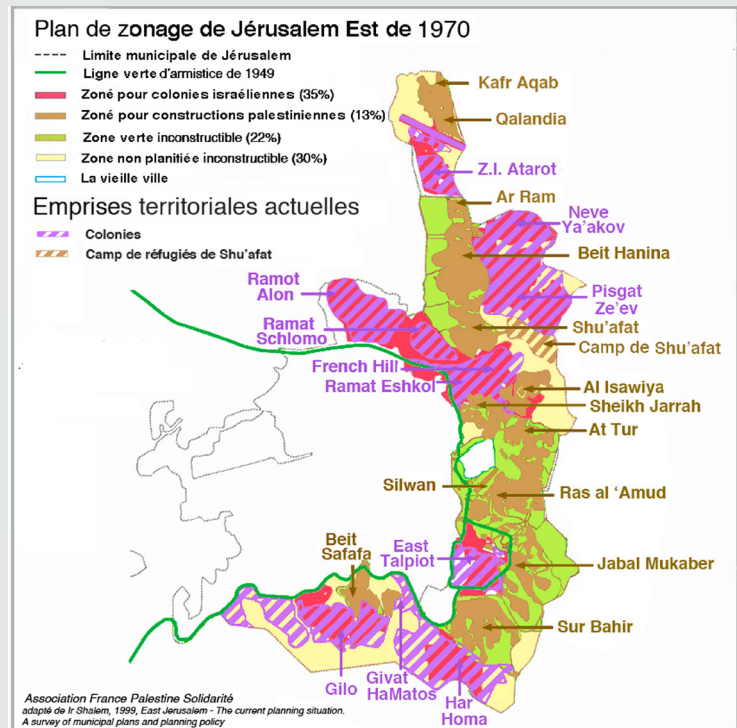 Plan de zonage de Jérusalem Est de 1970
Limite municipale de Jérusalem
Ligne verte d'armistice de 1949
Zoné pour colonies israéliennes (35%)
Zoné pour constructions palestiniennes (13%)
Zone verte inconstructible (22%)
Zone non planitiée inconstructible (30%)
La vieille ville
Emprises territoriales actuelles
Colonies
Camp de réfugiés de Shu'afat
Kafr Aqab
Qalandia
Z.I. Atarot
Ar Ram
Neve
Ya'akov
Beit Hanina
Ramot
Alon
Pisgat
Ze'ev
Ramat
Schlomo
Shu'afat
Camp de Shu'afat
French Hill
Ramat Eshkol
Al Isawiya
Sheikh Jarrah
At Tur
Silwan
Ras al 'Amud
Beit
Safafa
East
Talpiot
Jabal Mukaber
Sur Bahir
Gilo
Givat
HaMatos
Har
Homa
Association France Palestine Solidarité
adapté de Ir Shalem, 1999, East Jerusalem - The current planning situation.
A survey of municipal plans and planning policy